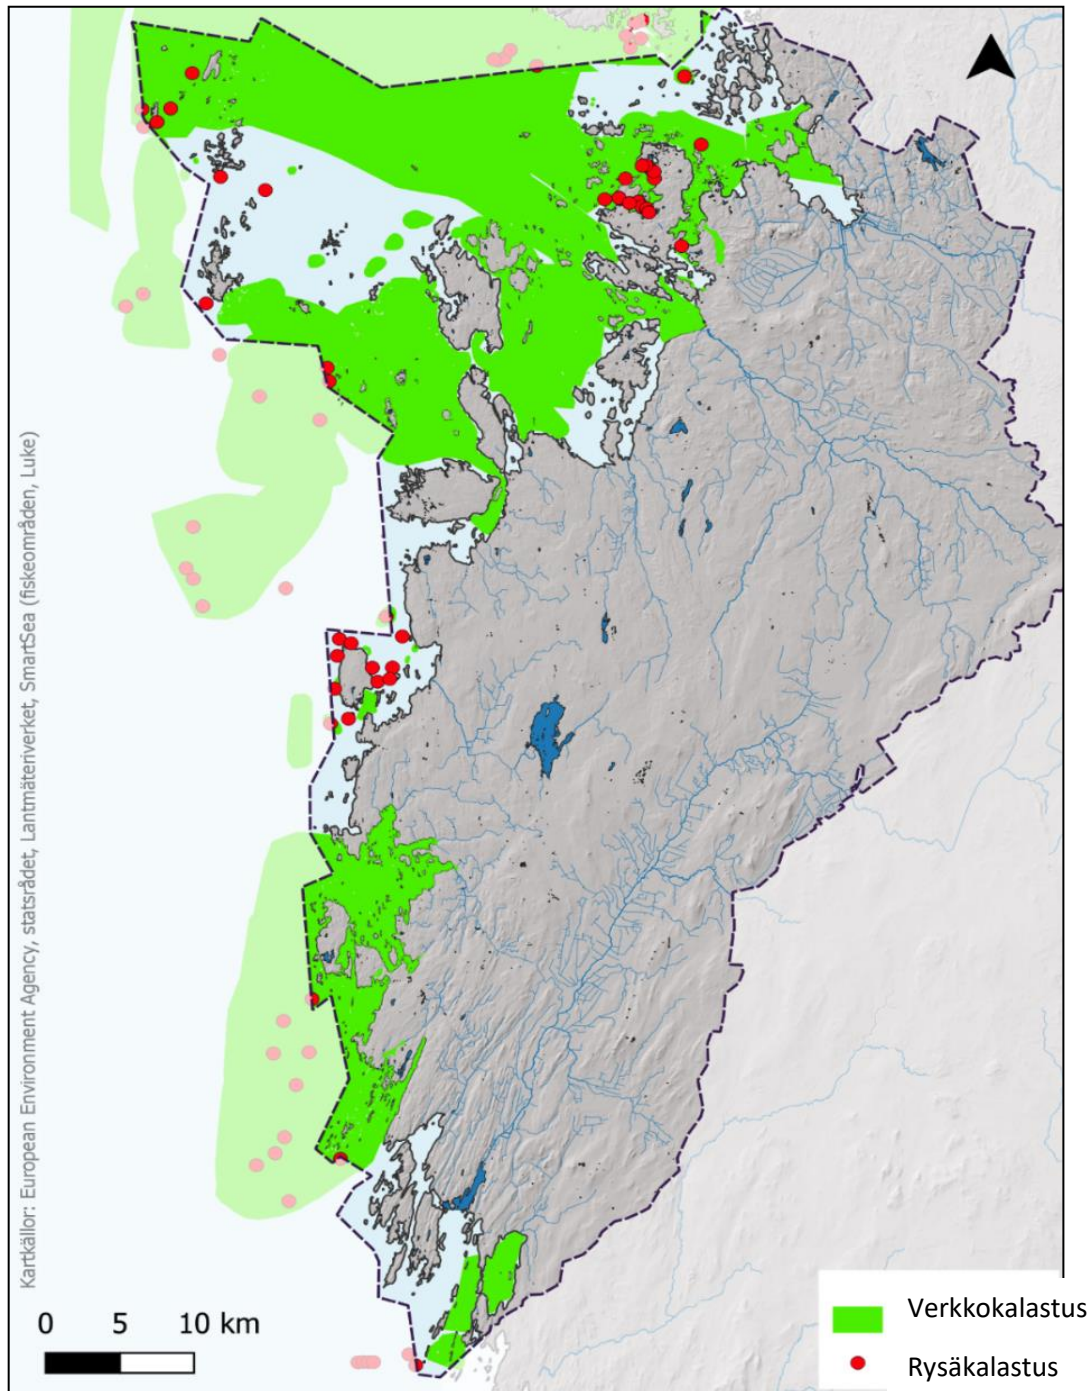 Kartkällor: European Environment Agency, statsrådet, Lantmäteriverket, SmartSea (fiskeområden, Luke)
0 5 10 km
Verkkokalastus
Rysäkalastus